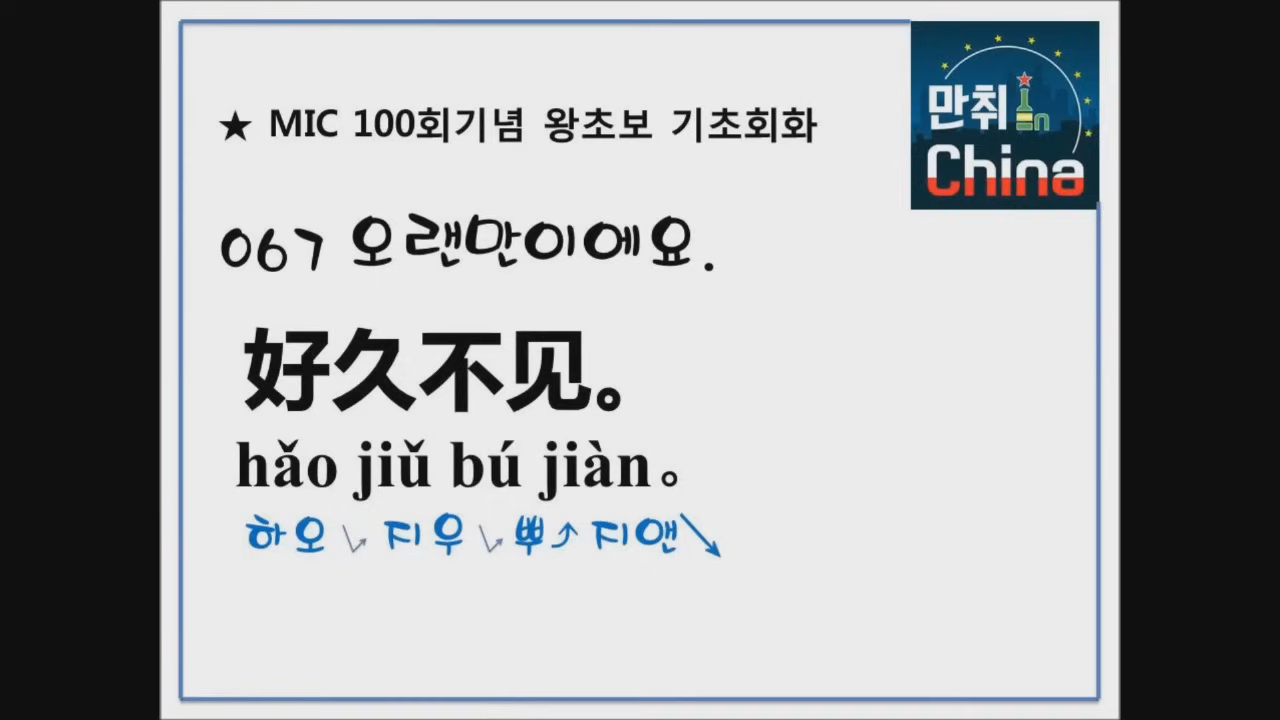 ★ MIC 100회기념 왕초보 기초회화
만취 in
China
067 오랜만이에요.
好久不见。
hǎo jiǔ bú jiàn。
하오 지우 뿌 지앤